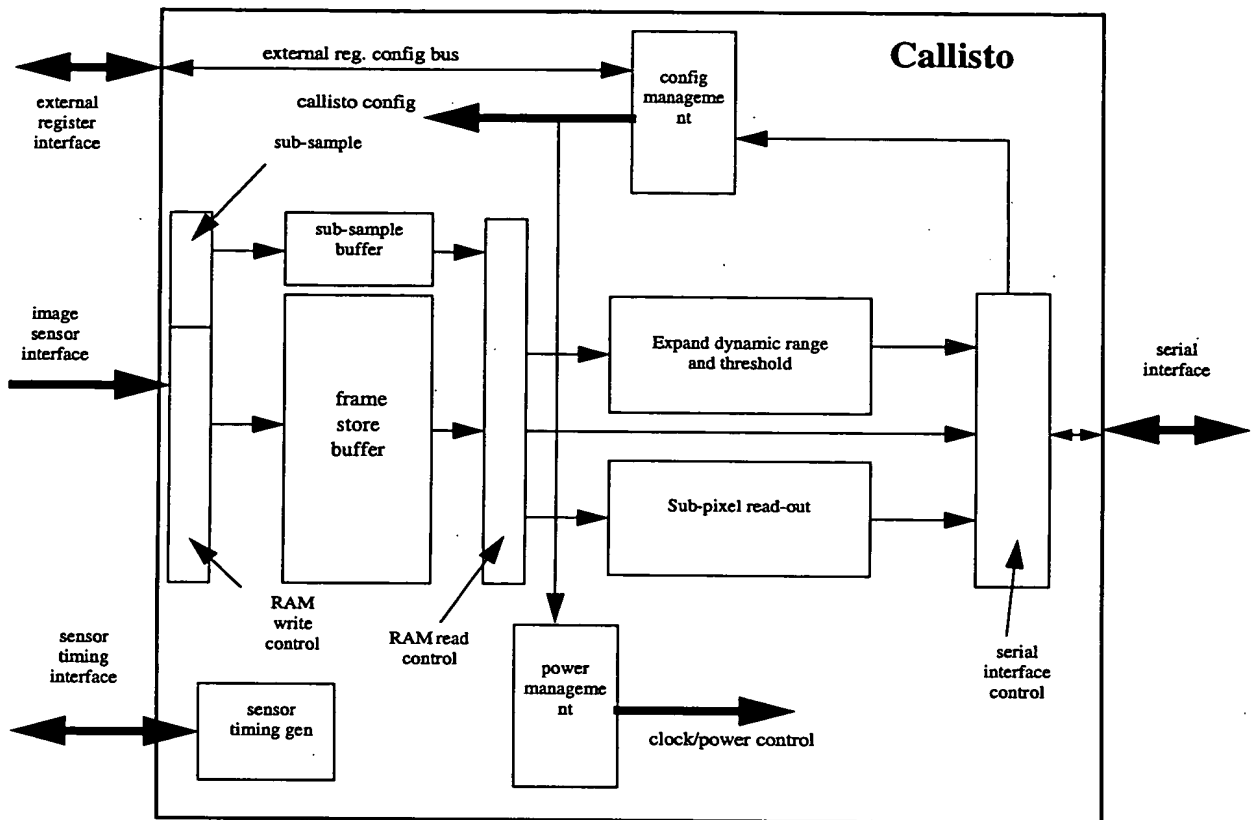 Callisto
external reg. config bus
config
manageme
nt
external
register
interface
callisto config
sub-sample
sub-sample
buffer
image
sensor
interface
frame
store
buffer
Expand dynamic range
and threshold
serial
interface
Sub-pixel read-out
RAM
write
control
RAM read
control
sensor
timing
interface
power
manageme
nt
serial
interface
control
sensor
timing gen
clock/power control